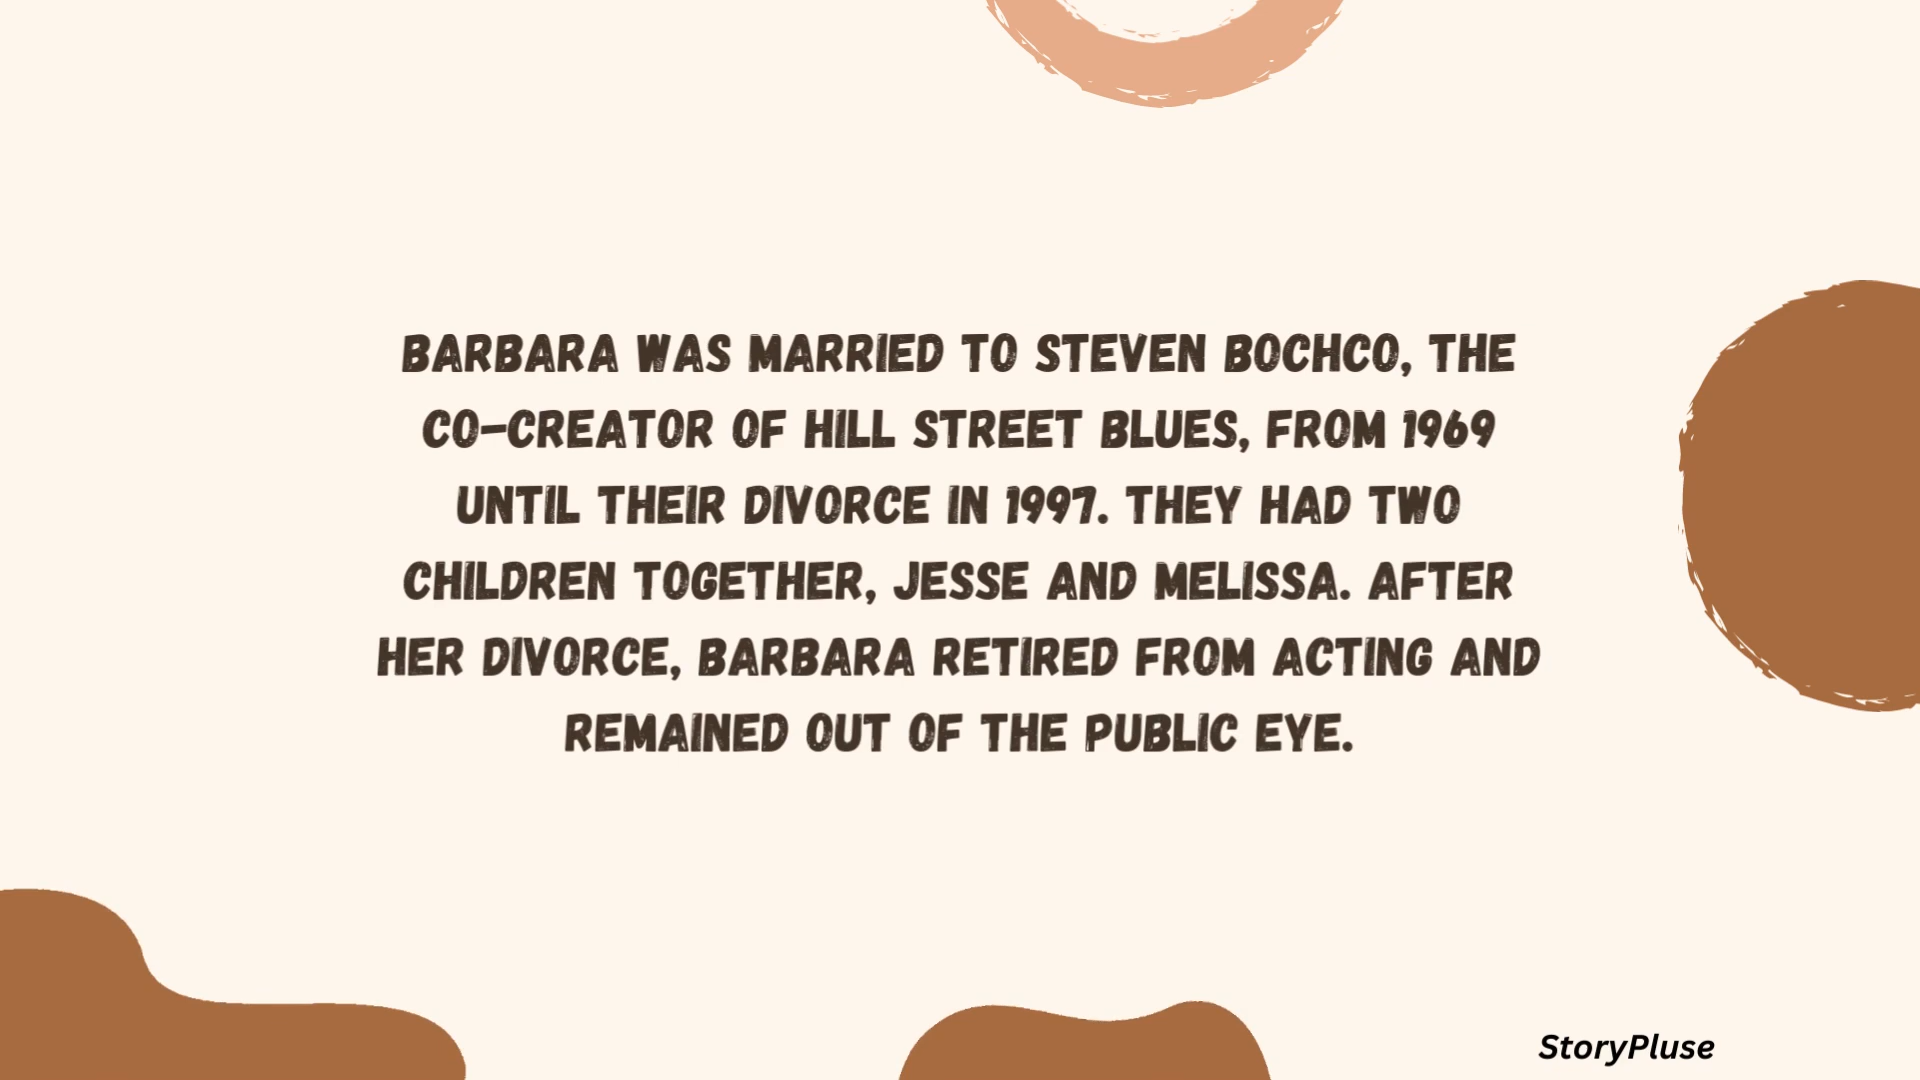 BARBARA WAS MARRIED TO STEVEN BOCHCO, THE
CO-CREATOR OF HILL STREET BLUES, FROM 1969
UNTIL THEIR DIVORCE IN 1997. THEY HAD TWO
CHILDREN TOGETHER, JESSE AND MELISSA. AFTER
HER DIVORCE, BARBARA RETIRED FROM ACTING AND
REMAINED OUT OF THE PUBLIC EYE.
StoryPluse